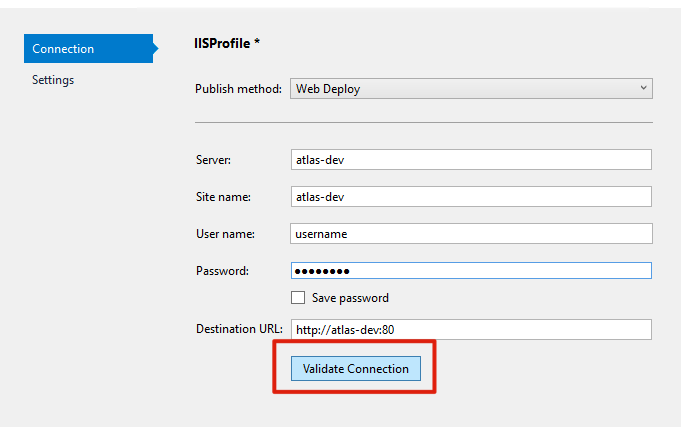 Connection
Settings
IISProfile *
Publish method: Web Deploy
Server: atlas-dev
Site name: atlas-dev
User name: username
Password: ●●●●●●●●
Save password
Destination URL: http://atlas-dev:80
Validate Connection